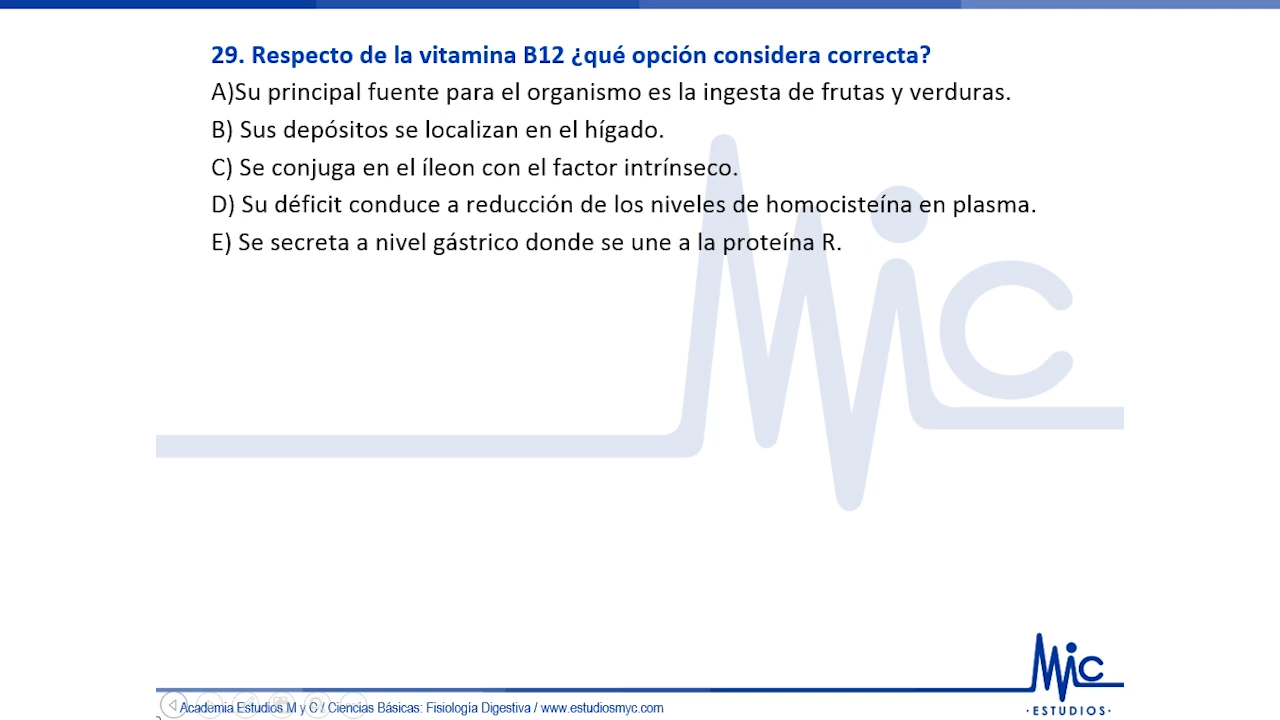 29. Respecto de la vitamina B12 ¿qué opción considera correcta?
A)Su principal fuente para el organismo es la ingesta de frutas y verduras.
B) Sus depósitos se localizan en el hígado.
C) Se conjuga en el íleon con el factor intrínseco.
D) Su déficit conduce a reducción de los niveles de homocisteína en plasma.
E) Se secreta a nivel gástrico donde se une a la proteína R.
Mic
Mic
·ESTUDIOS·
Academia Estudios M y C / Ciencias Básicas: Fisiología Digestiva / www.estudiosmyc.com